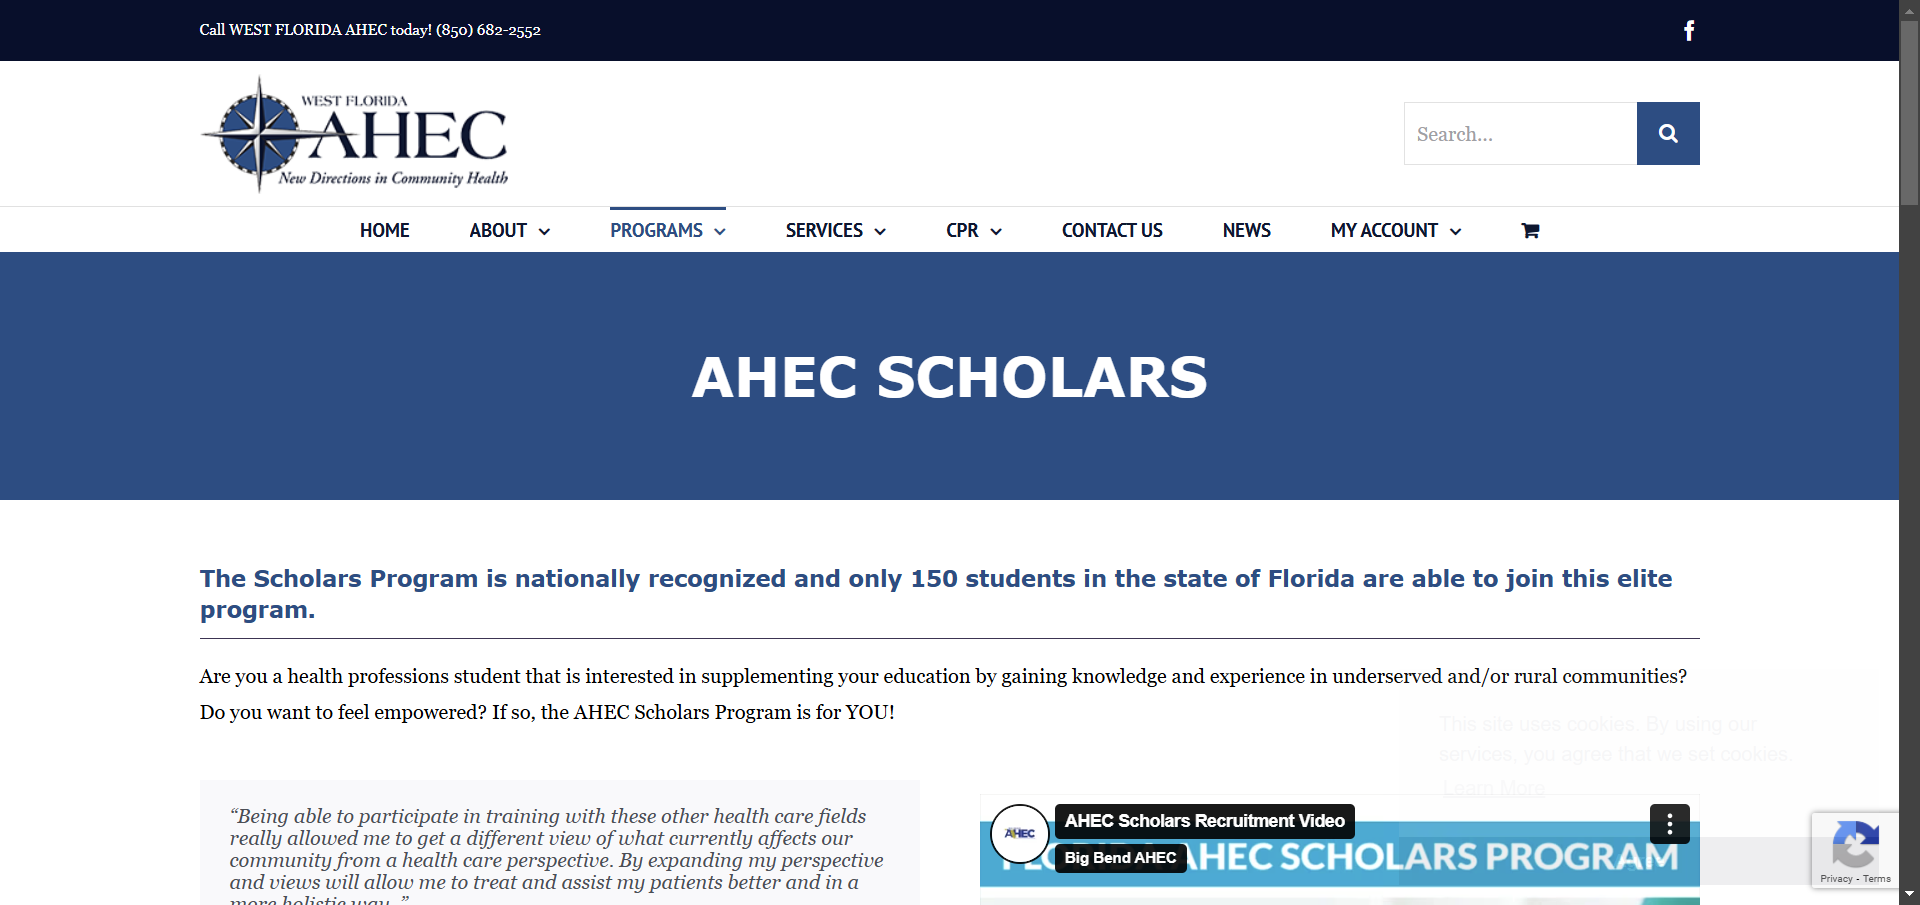 Call WEST FLORIDA AHEC today! (850) 682-2552
WEST FLORIDA
AHEC
New Directions in Community Health
Search...
HOME ABOUT PROGRAMS SERVICES CPR CONTACT US NEWS MY ACCOUNT
AHEC SCHOLARS
The Scholars Program is nationally recognized and only 150 students in the state of Florida are able to join this elite
program.
Are you a health professions student that is interested in supplementing your education by gaining knowledge and experience in underserved and/or rural communities?
Do you want to feel empowered? If so, the AHEC Scholars Program is for YOU!
This site uses cookies. By using our
services, you agree that we set cookies.
Learn More
“Being able to participate in training with these other health care fields
really allowed me to get a different view of what currently affects our
community from a health care perspective. By expanding my perspective
and views will allow me to treat and assist my patients better and in a
more holistic way.”
AHEC
AHEC Scholars Recruitment Video
Big Bend AHEC
FLORIDA AHEC SCHOLARS PROGRAM
Privacy - Terms